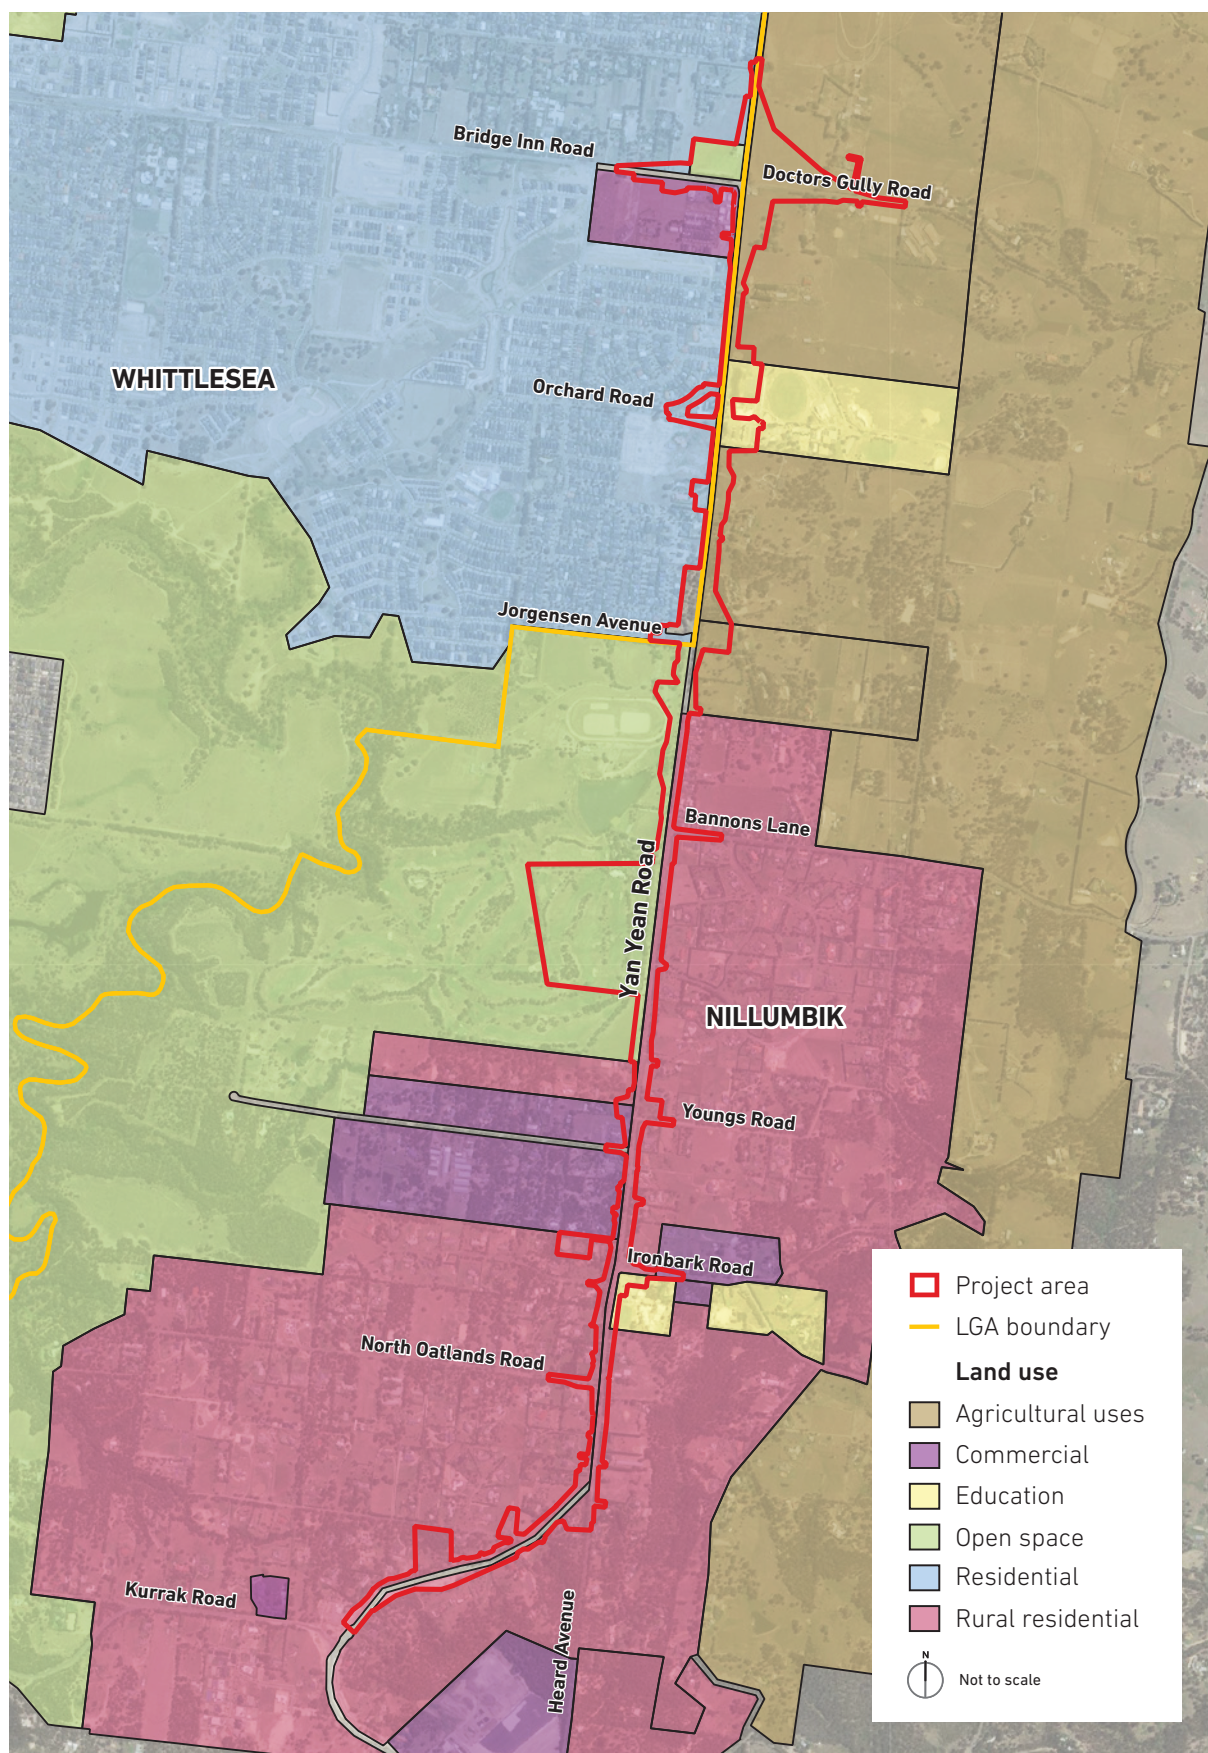 Bridge Inn Road
Doctors Gully Road
WHITTLESEA
Orchard Road
Jorgensen Avenue
Bannons Lane
Yan Yean Road
NILLUMBIK
Youngs Road
Ironbark Road
North Oatlands Road
Kurrak Road
Heard Avenue
Project area
LGA boundary
Land use
Agricultural uses
Commercial
Education
Open space
Residential
Rural residential
N
Not to scale